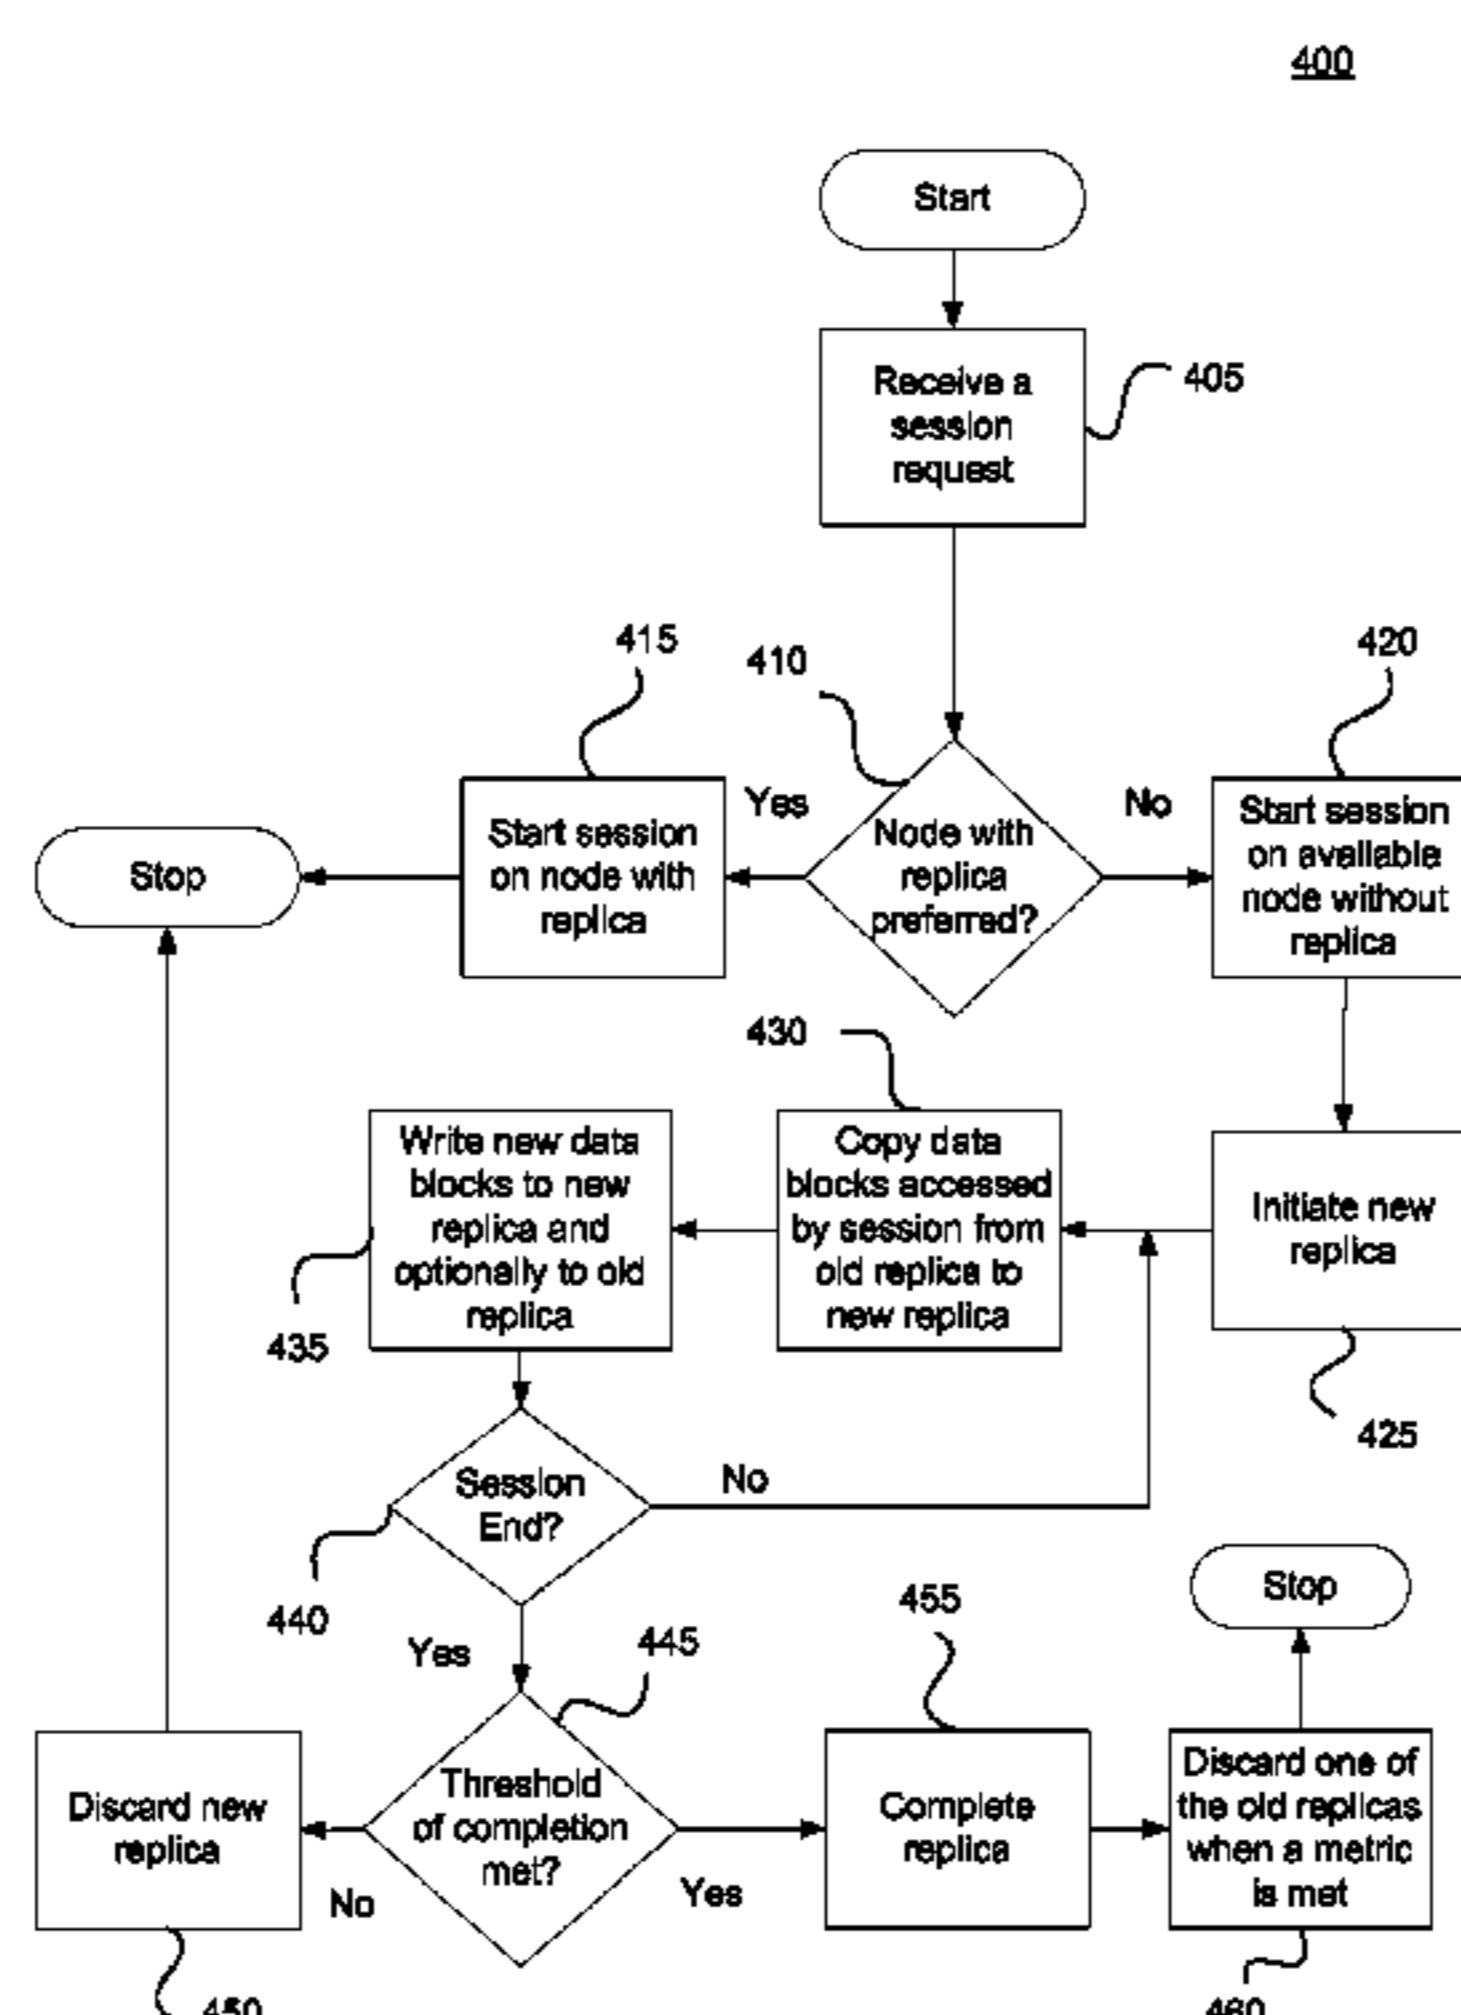 400
Start
Receive a
session
request
405
415
410
420
Stop
Start session
on node with
replica
Yes
Node with
replica
preferred?
No
Start session
on available
node without
replica
430
Write new data
blocks to new
replica and
optionally to old
replica
Copy data
blocks accessed
by session from
old replica to
new replica
Initiate new
replica
435
425
Session
End?
No
440
Yes
445
455
Stop
Discard new
replica
Threshold
of completion
met?
Complete
replica
Discard one of
the old replicas
when a metric
is met
No
Yes
450
460